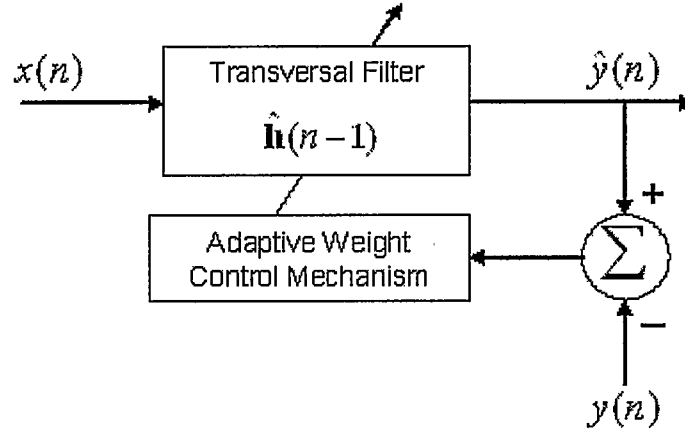 x(n)
Transversal Filter
ŷ(n)
ĥ(n−1)
+
Adaptive Weight
Control Mechanism
Σ
−
y(n)